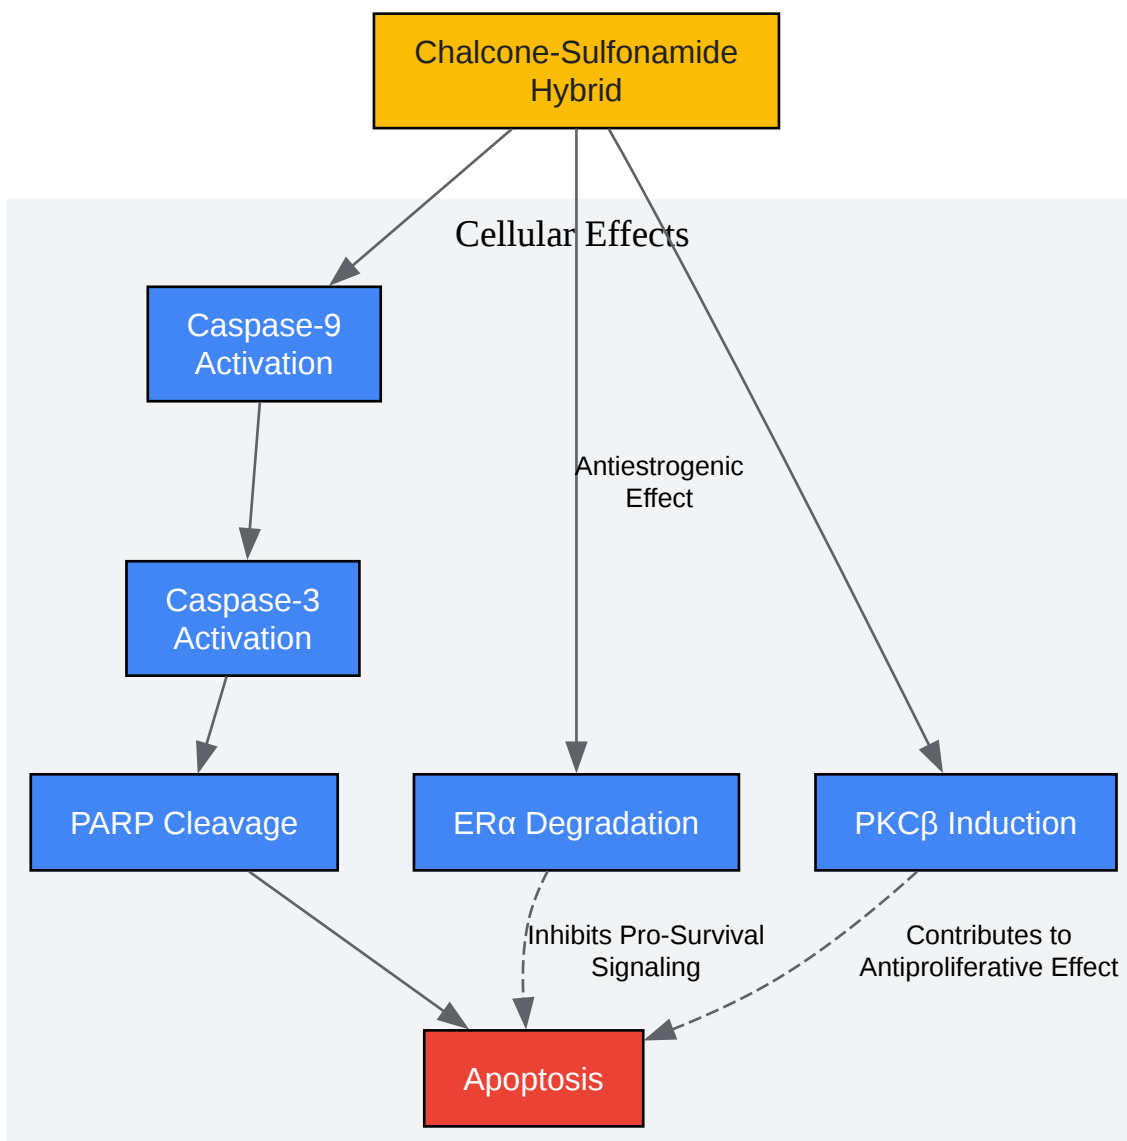 Chalcone-Sulfonamide
Hybrid
Cellular Effects
Caspase-9
Activation
Antiestrogenic
Effect
Caspase-3
Activation
PARP Cleavage
ERα Degradation
PKCβ Induction
Inhibits Pro-Survival
Signaling
Contributes to
Antiproliferative Effect
Apoptosis